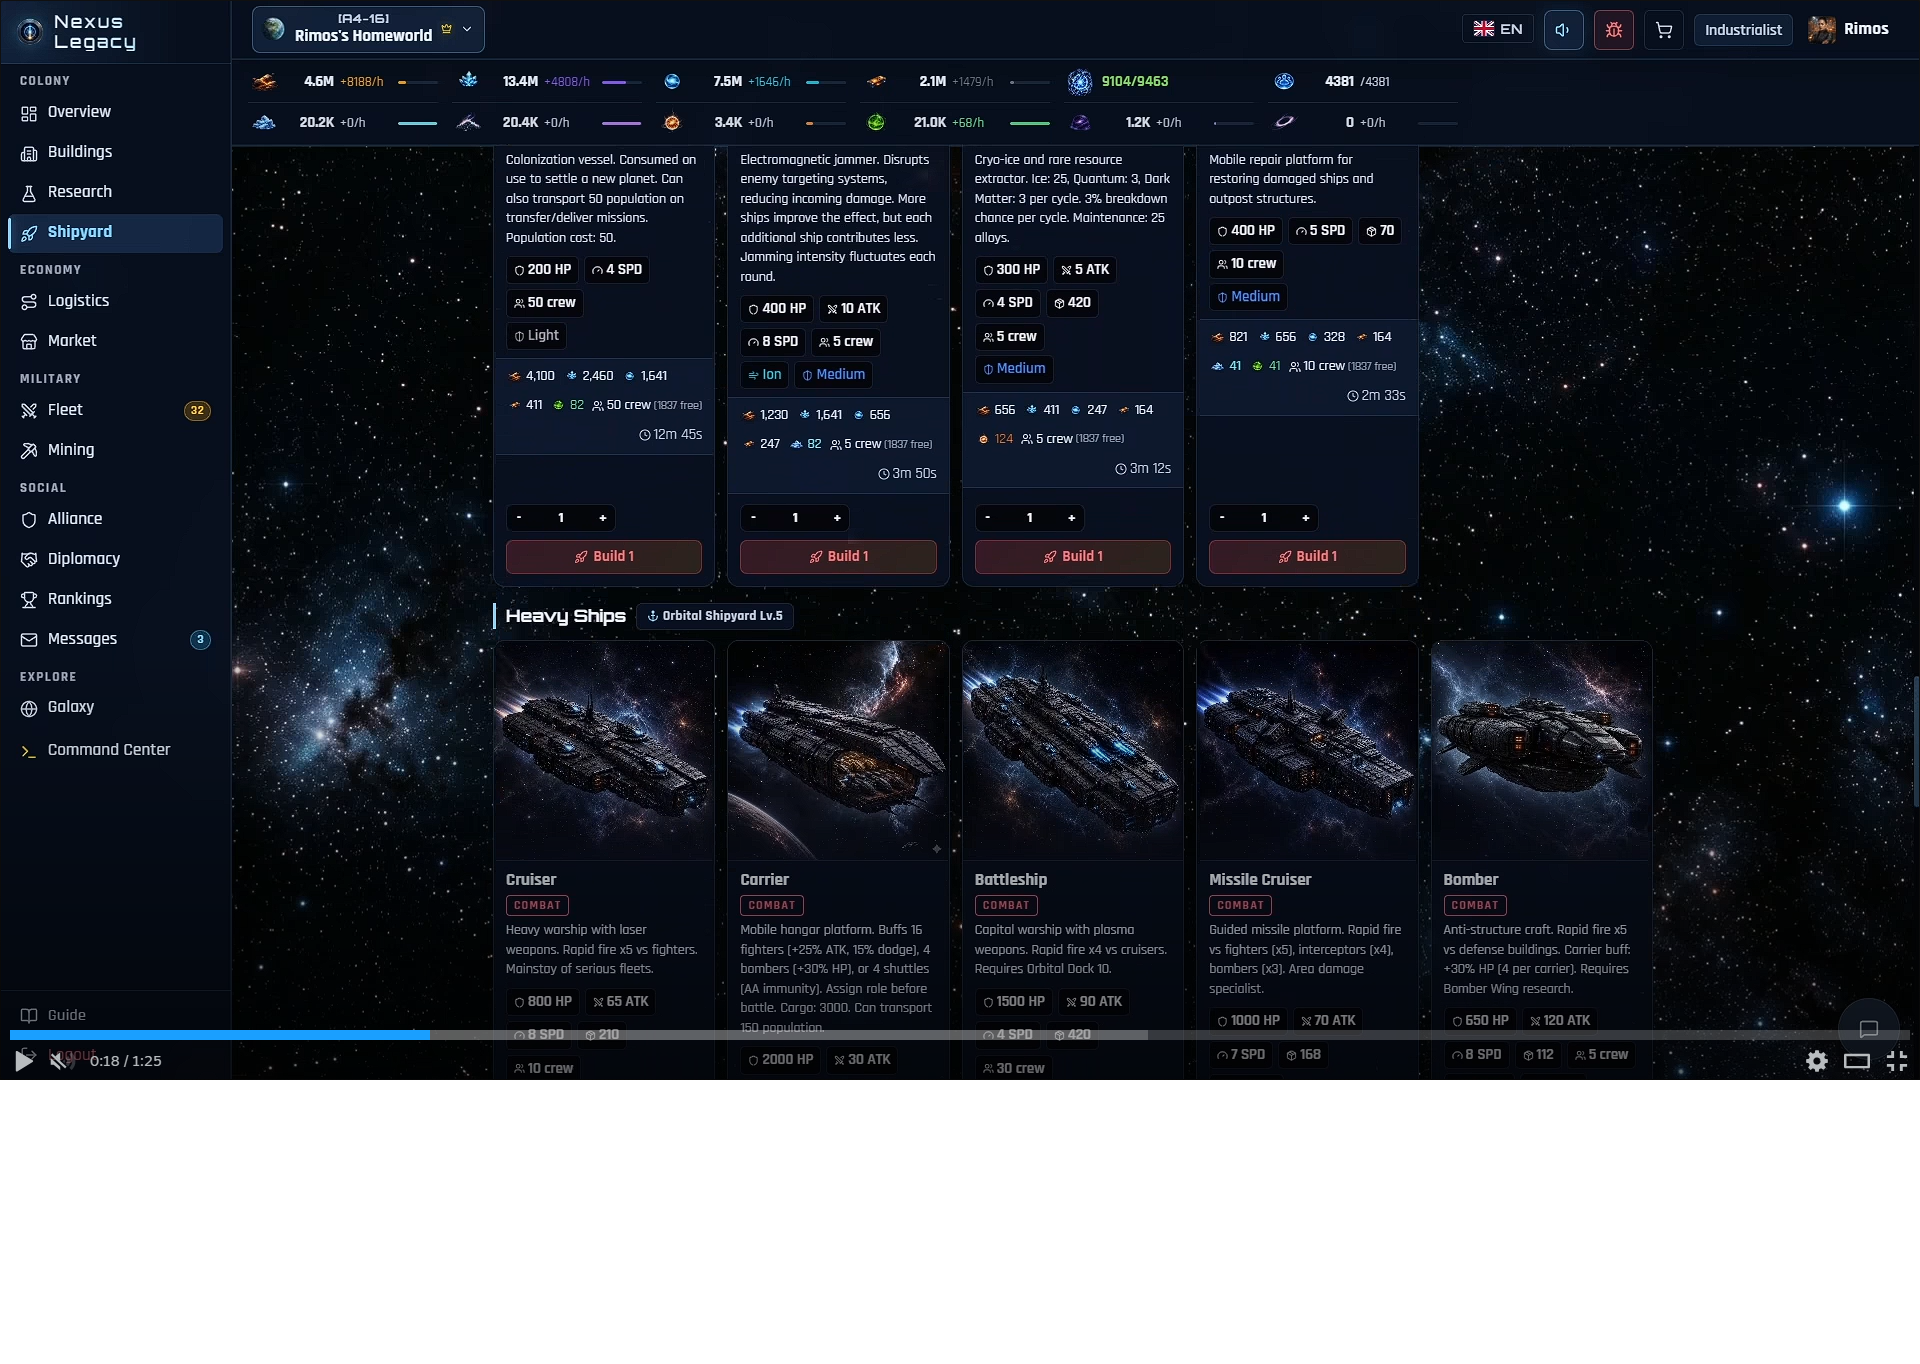 Nexus
Legacy
[A4-16]
Rimos's Homeworld
EN
Industrialist
Rimos
COLONY
Overview
Buildings
Research
Shipyard
ECONOMY
Logistics
Market
MILITARY
Fleet
32
Mining
SOCIAL
Alliance
Diplomacy
Rankings
Messages
3
EXPLORE
Galaxy
Command Center
Guide
Logout
4.6M +8188/h
13.4M +4808/h
7.5M +1646/h
2.1M +1479/h
9104/9463
4381 /4381
20.2K +0/h
20.4K +0/h
3.4K +0/h
21.0K +68/h
1.2K +0/h
0 +0/h
Colonization vessel. Consumed on
use to settle a new planet. Can
also transport 50 population on
transfer/deliver missions.
Population cost: 50.
200 HP 4 SPD
50 crew
Light
4,100 2,460 1,641
411 82 50 crew (1837 free)
12m 45s
- 1 +
Build 1
Electromagnetic jammer. Disrupts
enemy targeting systems,
reducing incoming damage. More
ships improve the effect, but each
additional ship contributes less.
Jamming intensity fluctuates each
round.
400 HP 10 ATK
8 SPD 5 crew
Ion Medium
1,230 1,641 656
247 82 5 crew (1837 free)
3m 50s
- 1 +
Build 1
Cryo-ice and rare resource
extractor. Ice: 25, Quantum: 3, Dark
Matter: 3 per cycle. 3% breakdown
chance per cycle. Maintenance: 25
alloys.
300 HP 5 ATK
4 SPD 420
5 crew
Medium
656 411 247 164
124 5 crew (1837 free)
3m 12s
- 1 +
Build 1
Mobile repair platform for
restoring damaged ships and
outpost structures.
400 HP 5 SPD 70
10 crew
Medium
821 656 328 164
41 41 10 crew (1837 free)
2m 33s
- 1 +
Build 1
Heavy Ships
Orbital Shipyard Lv.5
Cruiser
COMBAT
Heavy warship with laser
weapons. Rapid fire x5 vs fighters.
Mainstay of serious fleets.
800 HP 65 ATK
8 SPD 210
10 crew
Carrier
COMBAT
Mobile hangar platform. Buffs 16
fighters (+25% ATK, 15% dodge), 4
bombers (+30% HP), or 4 shuttles
(AA immunity). Assign role before
battle. Cargo: 3000. Can transport
150 population.
2000 HP 30 ATK
Battleship
COMBAT
Capital warship with plasma
weapons. Rapid fire x4 vs cruisers.
Requires Orbital Dock 10.
1500 HP 90 ATK
4 SPD 420
30 crew
Missile Cruiser
COMBAT
Guided missile platform. Rapid fire
vs fighters (x5), interceptors (x4),
bombers (x3). Area damage
specialist.
1000 HP 70 ATK
7 SPD 168
Bomber
COMBAT
Anti-structure craft. Rapid fire x5
vs defense buildings. Carrier buff:
+30% HP (4 per carrier). Requires
Bomber Wing research.
650 HP 120 ATK
8 SPD 112 5 crew
0:18 / 1:25